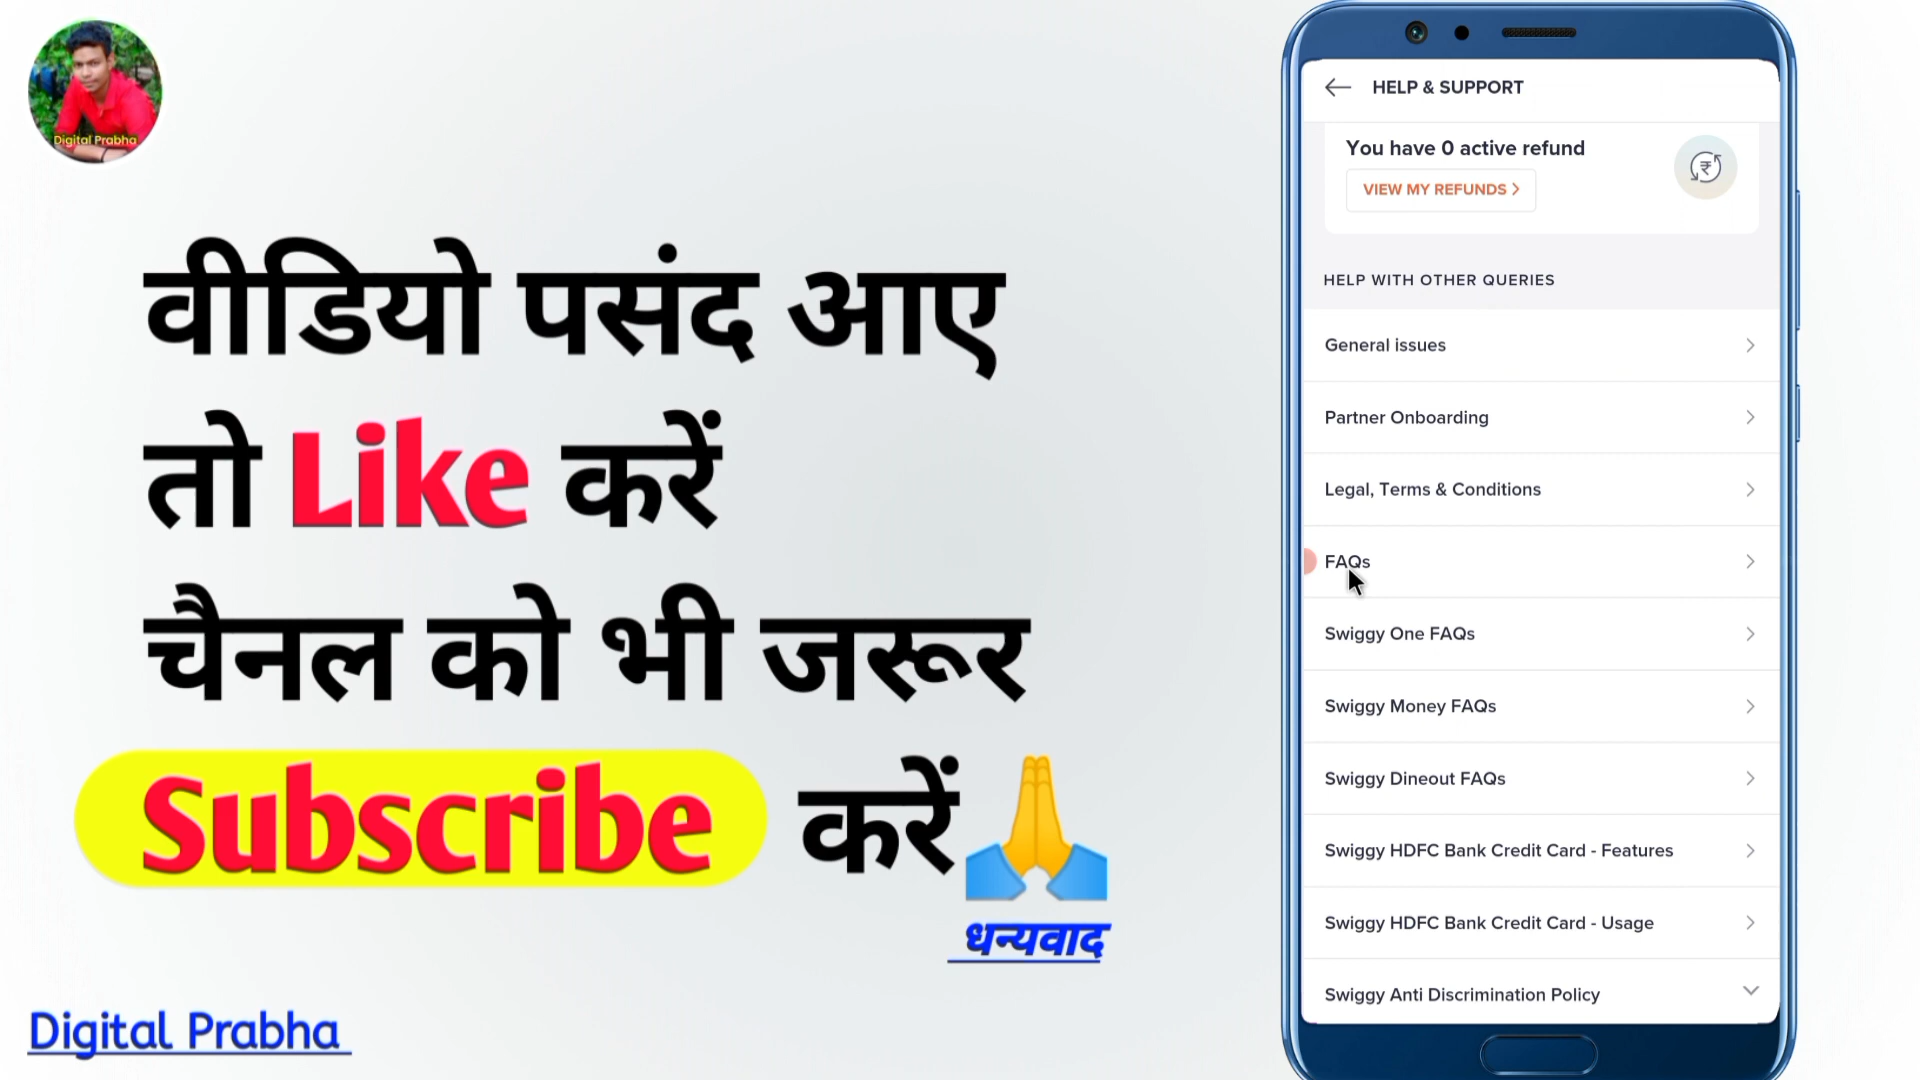 Digital Prabha
वीडियो पसंद आए
तो Like करें
चैनल को भी जरूर
Subscribe करें
धन्यवाद
Digital Prabha
HELP & SUPPORT
You have 0 active refund
VIEW MY REFUNDS
HELP WITH OTHER QUERIES
General issues
Partner Onboarding
Legal, Terms & Conditions
FAQs
Swiggy One FAQs
Swiggy Money FAQs
Swiggy Dineout FAQs
Swiggy HDFC Bank Credit Card - Features
Swiggy HDFC Bank Credit Card - Usage
Swiggy Anti Discrimination Policy